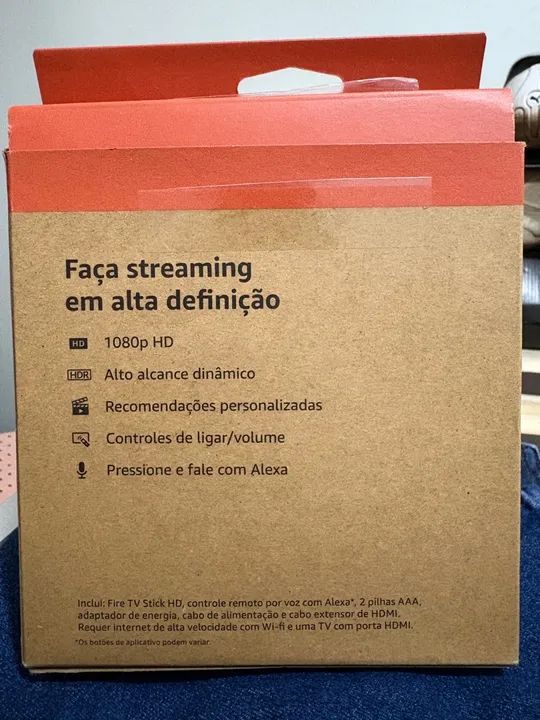 Faça streaming
em alta definição
HD 1080p HD
HDR Alto alcance dinâmico
Recomendações personalizadas
Controles de ligar/volume
Pressione e fale com Alexa
Inclui: Fire TV Stick HD, controle remoto por voz com Alexa*, 2 pilhas AAA,
adaptador de energia, cabo de alimentação e cabo extensor de HDMI.
Requer internet de alta velocidade com Wi-fi e uma TV com porta HDMI.
*Os botões de aplicativo podem variar.